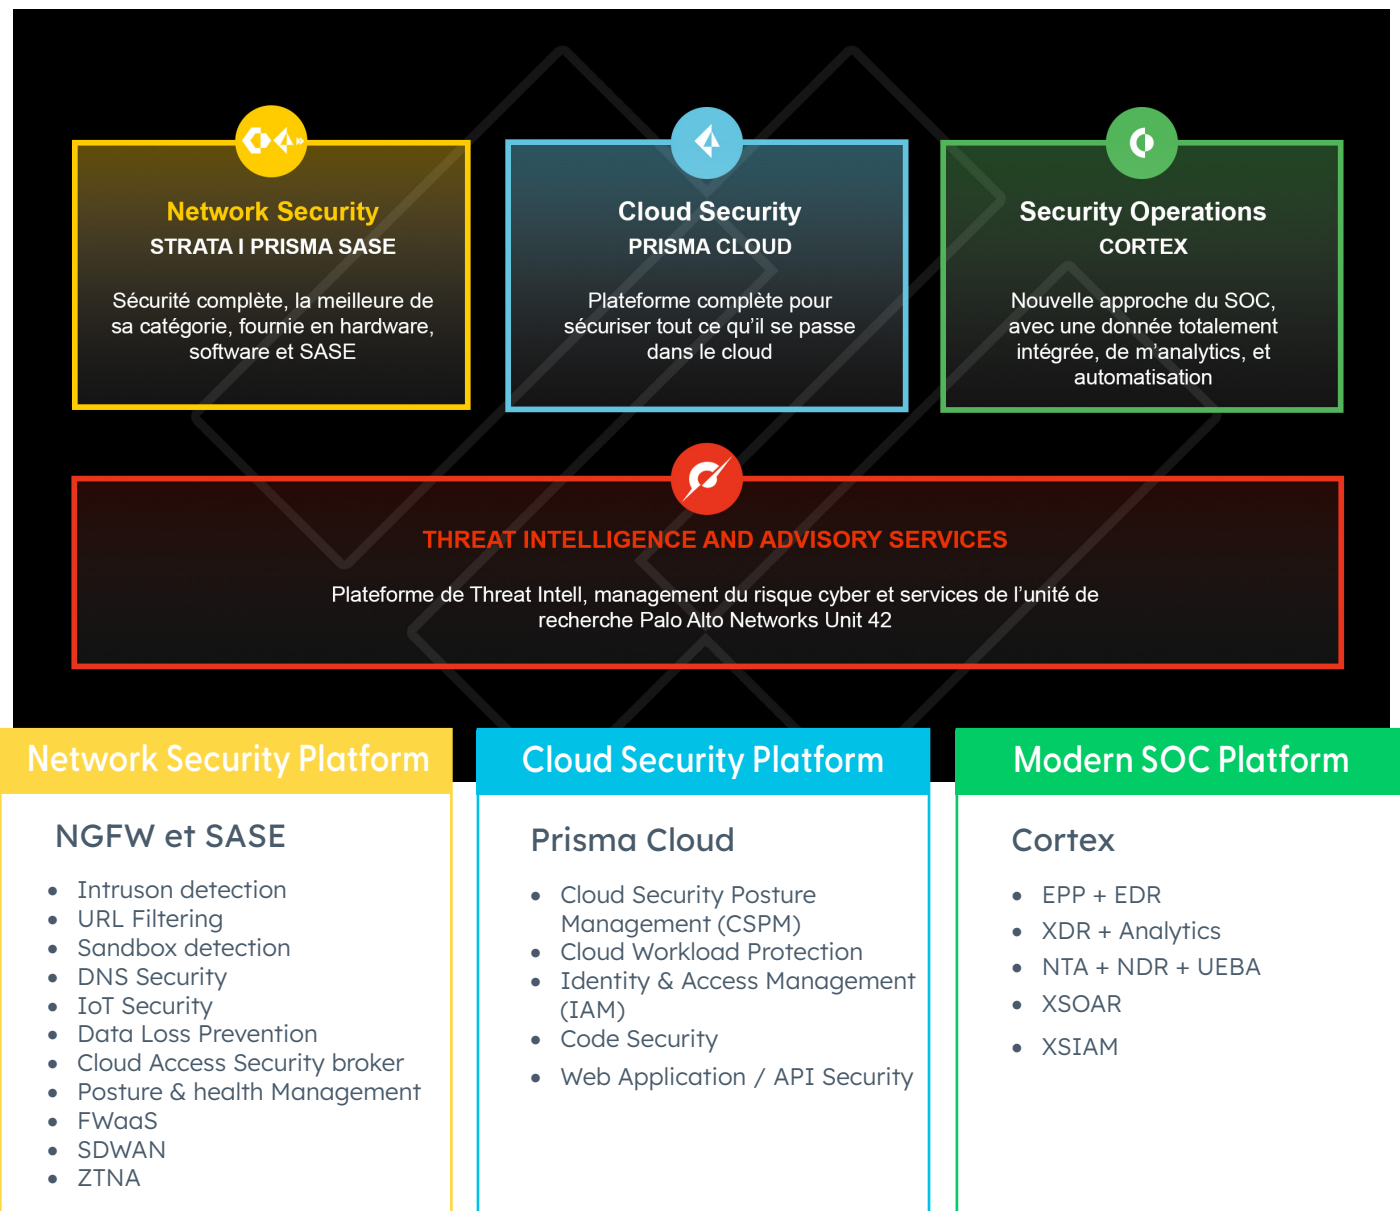 Network Security
STRATA I PRISMA SASE
Sécurité complète, la meilleure de
sa catégorie, fournie en hardware,
software et SASE
Cloud Security
PRISMA CLOUD
Plateforme complète pour
sécuriser tout ce qu'il se passe
dans le cloud
Security Operations
CORTEX
Nouvelle approche du SOC,
avec une donnée totalement
intégrée, de m'analytics, et
automatisation
THREAT INTELLIGENCE AND ADVISORY SERVICES
Plateforme de Threat Intell, management du risque cyber et services de l'unité de
recherche Palo Alto Networks Unit 42
Network Security Platform
NGFW et SASE
• Intruson detection
• URL Filtering
• Sandbox detection
• DNS Security
• IoT Security
• Data Loss Prevention
• Cloud Access Security broker
• Posture & health Management
• FWaaS
• SDWAN
• ZTNA
Cloud Security Platform
Prisma Cloud
• Cloud Security Posture
Management (CSPM)
• Cloud Workload Protection
• Identity & Access Management
(IAM)
• Code Security
• Web Application / API Security
Modern SOC Platform
Cortex
• EPP + EDR
• XDR + Analytics
• NTA + NDR + UEBA
• XSOAR
• XSIAM